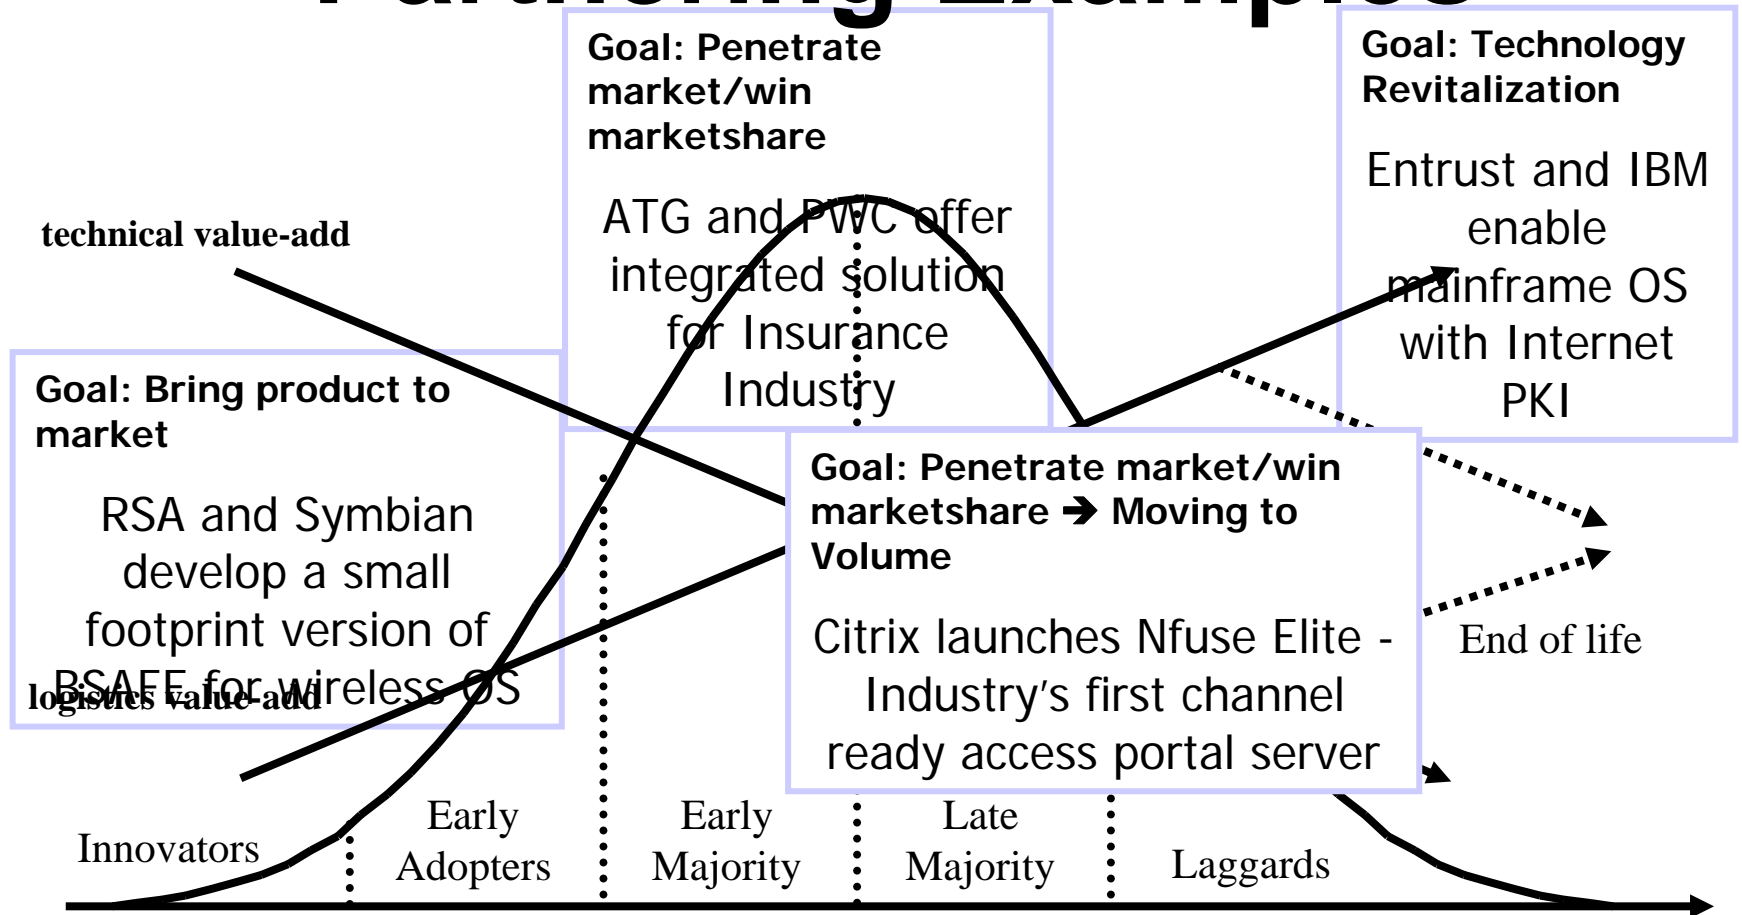 Partnering Examples
Goal: Penetrate
market/win
marketshare
ATG and PWC offer
integrated solution
for Insurance
Industry
Goal: Technology
Revitalization
Entrust and IBM
enable
mainframe OS
with Internet
PKI
technical value-add
Goal: Bring product to
market
RSA and Symbian
develop a small
footprint version of
BSAFE for wireless OS
logistics value-add
Goal: Penetrate market/win
marketshare ➔ Moving to
Volume
Citrix launches Nfuse Elite -
Industry's first channel
ready access portal server
End of life
Innovators
Early
Adopters
Early
Majority
Late
Majority
Laggards